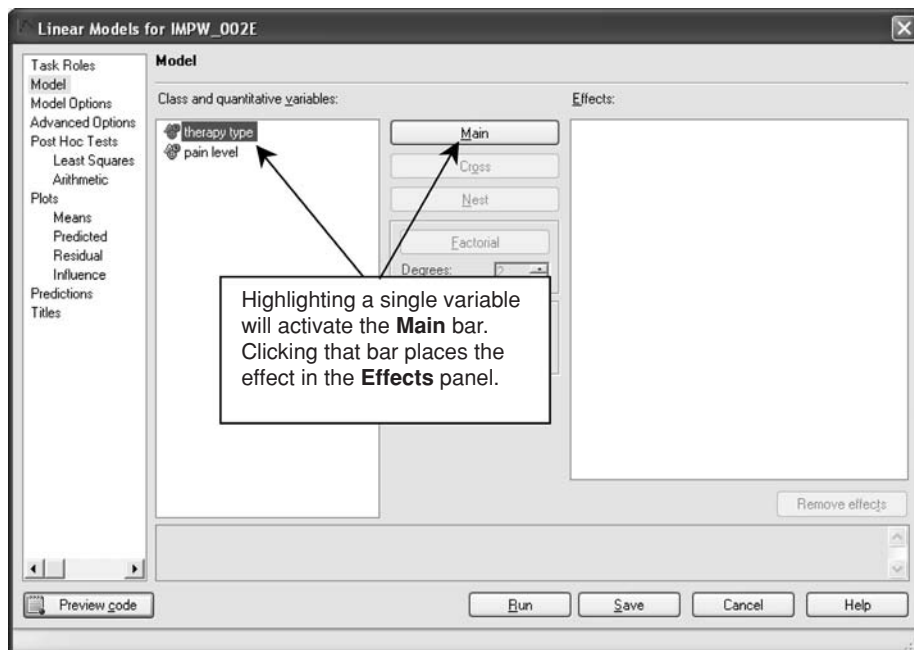 Linear Models for IMPW_002E
Task Roles
Model
Model Options
Advanced Options
Post Hoc Tests
Least Squares
Arithmetic
Plots
Means
Predicted
Residual
Influence
Predictions
Titles
Model
Class and quantitative variables:
therapy type
pain level
Main
Cross
Nest
Factorial
Degrees: 2
Effects:
Highlighting a single variable
will activate the Main bar.
Clicking that bar places the
effect in the Effects panel.
Remove effects
Preview code
Run
Save
Cancel
Help